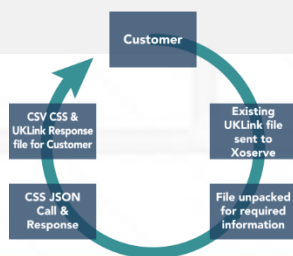 Customer
Existing
UKLink file
sent to
Xoserve
File unpacked
for required
information
CSS JSON
Call &
Response
CSV CSS &
UKLink Response
file for Customer